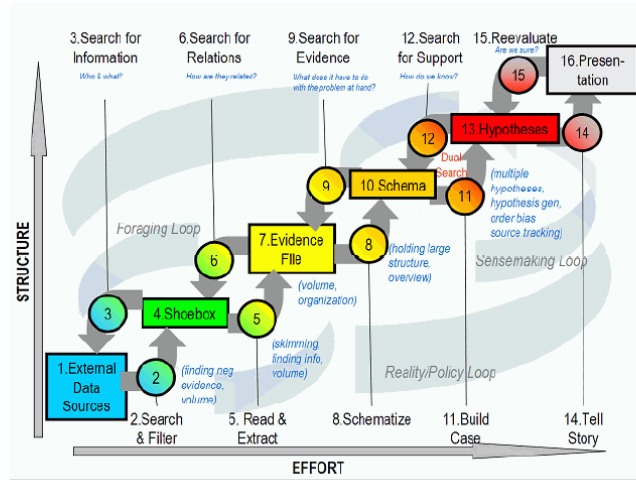 3.Search for
Information
Who & what?
6.Search for
Relations
How are they related?
9.Search for
Evidence
What does it have to do
with the problem at hand?
12.Search
for Support
How do we know?
15.Reevaluate
Are we sure?
15
16.Presen-
tation
12
13.Hypotheses
14
Dual
Search
9
10.Schema
11
(multiple
hypotheses,
hypothesis gen,
order bias
source tracking)
Foraging Loop
7.Evidence
File
8
(holding large
structure,
overview)
Sensemaking Loop
6
(volume,
organization)
3
4.Shoebox
5
(skimming
finding info,
volume)
Reality/Policy Loop
1.External
Data
Sources
2
(finding neg
evidence,
volume)
2.Search
& Filter
5. Read &
Extract
8.Schematize
11.Build
Case
14.Tell
Story
STRUCTURE
EFFORT